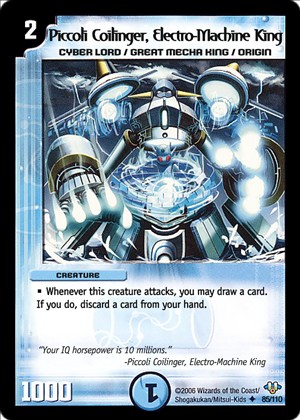 2 Piccoli Coilinger, Electro-Machine King
CYBER LORD / GREAT MECHA KING / ORIGIN
CREATURE
▪ Whenever this creature attacks, you may draw a card.
If you do, discard a card from your hand.
"Your IQ horsepower is 10 millions."
-Piccoli Coilinger, Electro-Machine King
1000
©2006 Wizards of the Coast/
Shogakukan/Mitsui-Kids ♦ 85/110